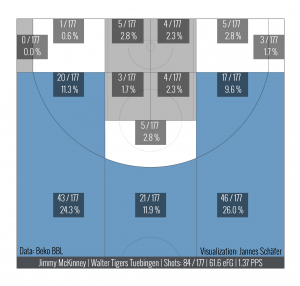 1 / 177
0.6 %
5 / 177
2.8 %
4 / 177
2.3 %
5 / 177
2.8 %
0 / 177
0.0 %
3 / 177
1.7 %
20 / 177
11.3 %
3 / 177
1.7 %
4 / 177
2.3 %
17 / 177
9.6 %
5 / 177
2.8 %
43 / 177
24.3 %
21 / 177
11.9 %
46 / 177
26.0 %
Data: Beko BBL
Visualization: Jannes Schäfer
Jimmy McKinney | Walter Tigers Tuebingen | Shots: 84 / 177 | 61.6 eFG | 1.37 PPS